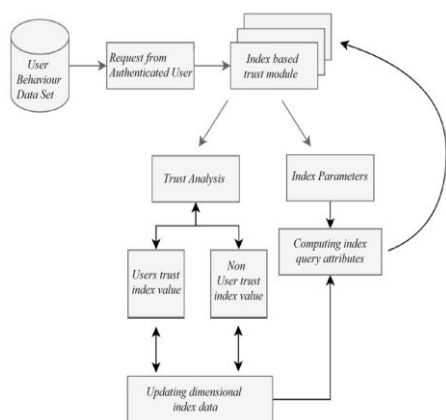 User
Behaviour
Data Set
Request from
Authenticated User
Index based
trust module
Trust Analysis
Index Parameters
Users trust
index value
Non
User trust
index value
Computing index
query attributes
Updating dimensional
index data